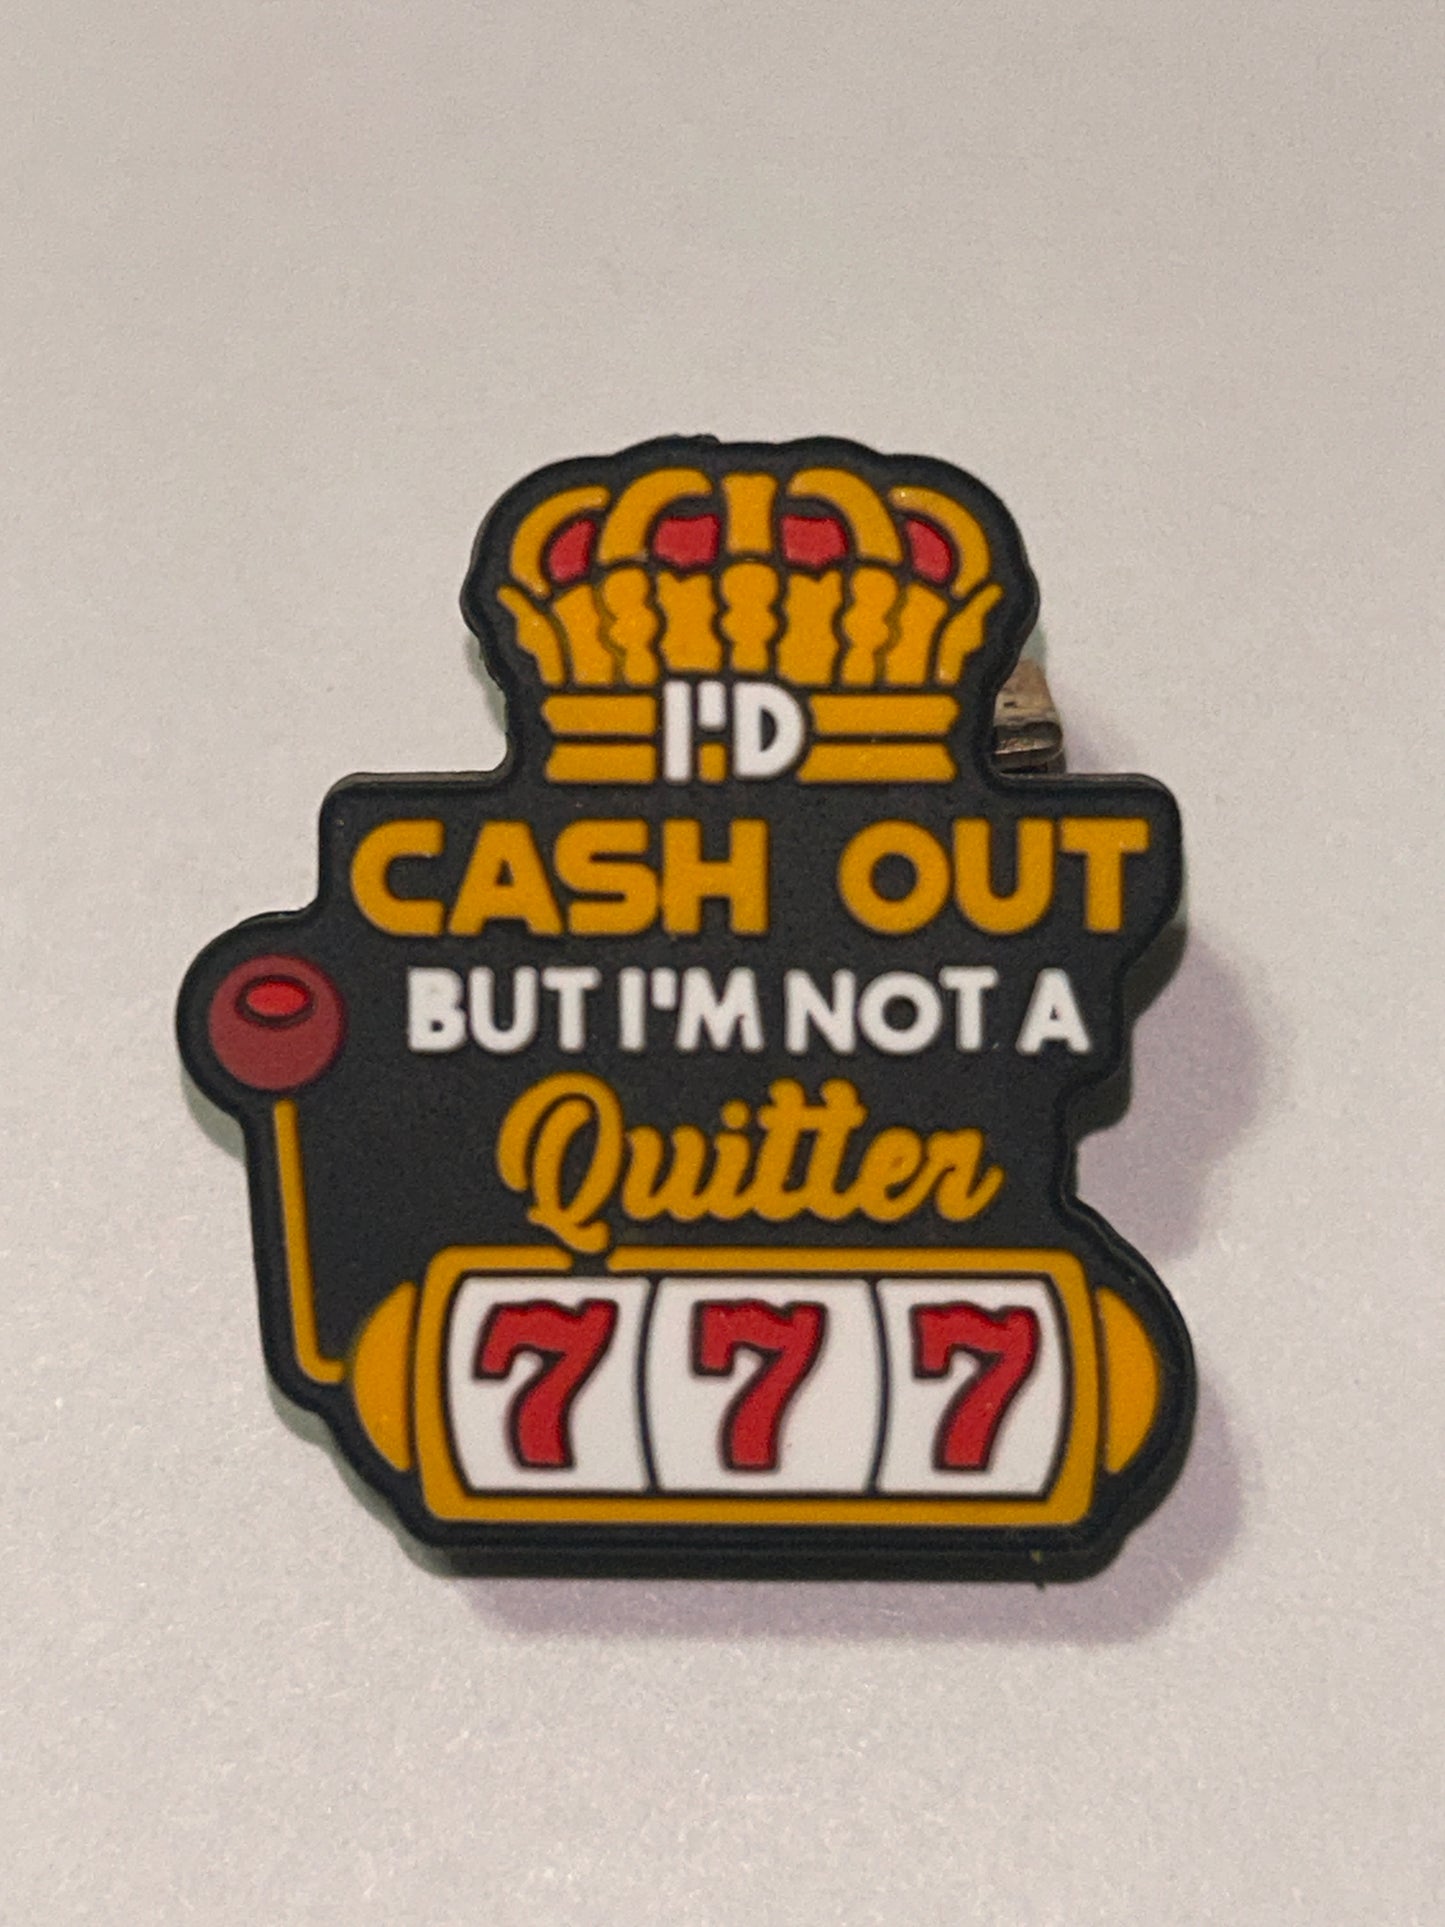 I'D
CASH OUT
BUT I'M NOT A
Quitter
777